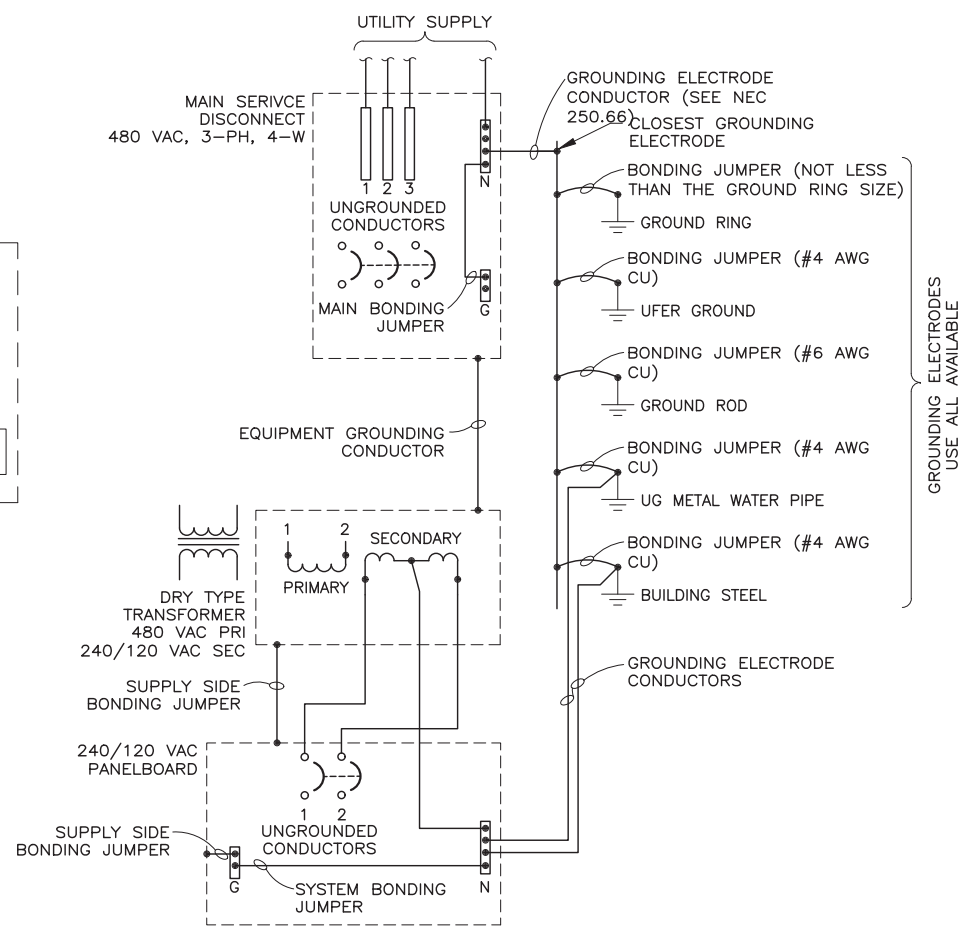 UTILITY SUPPLY
MAIN SERIVCE
DISCONNECT
480 VAC, 3-PH, 4-W
1 2 3
UNGROUNDED
CONDUCTORS
N
MAIN BONDING
JUMPER
G
GROUNDING ELECTRODE
CONDUCTOR (SEE NEC
250.66)
CLOSEST GROUNDING
ELECTRODE
BONDING JUMPER (NOT LESS
THAN THE GROUND RING SIZE)
GROUND RING
BONDING JUMPER (#4 AWG
CU)
UFER GROUND
BONDING JUMPER (#6 AWG
CU)
GROUND ROD
BONDING JUMPER (#4 AWG
CU)
UG METAL WATER PIPE
BONDING JUMPER (#4 AWG
CU)
BUILDING STEEL
GROUNDING ELECTRODES
USE ALL AVAILABLE
EQUIPMENT GROUNDING
CONDUCTOR
1 2
SECONDARY
PRIMARY
DRY TYPE
TRANSFORMER
480 VAC PRI
240/120 VAC SEC
SUPPLY SIDE
BONDING JUMPER
GROUNDING ELECTRODE
CONDUCTORS
240/120 VAC
PANELBOARD
1 2
UNGROUNDED
CONDUCTORS
SUPPLY SIDE
BONDING JUMPER
G
N
SYSTEM BONDING
JUMPER